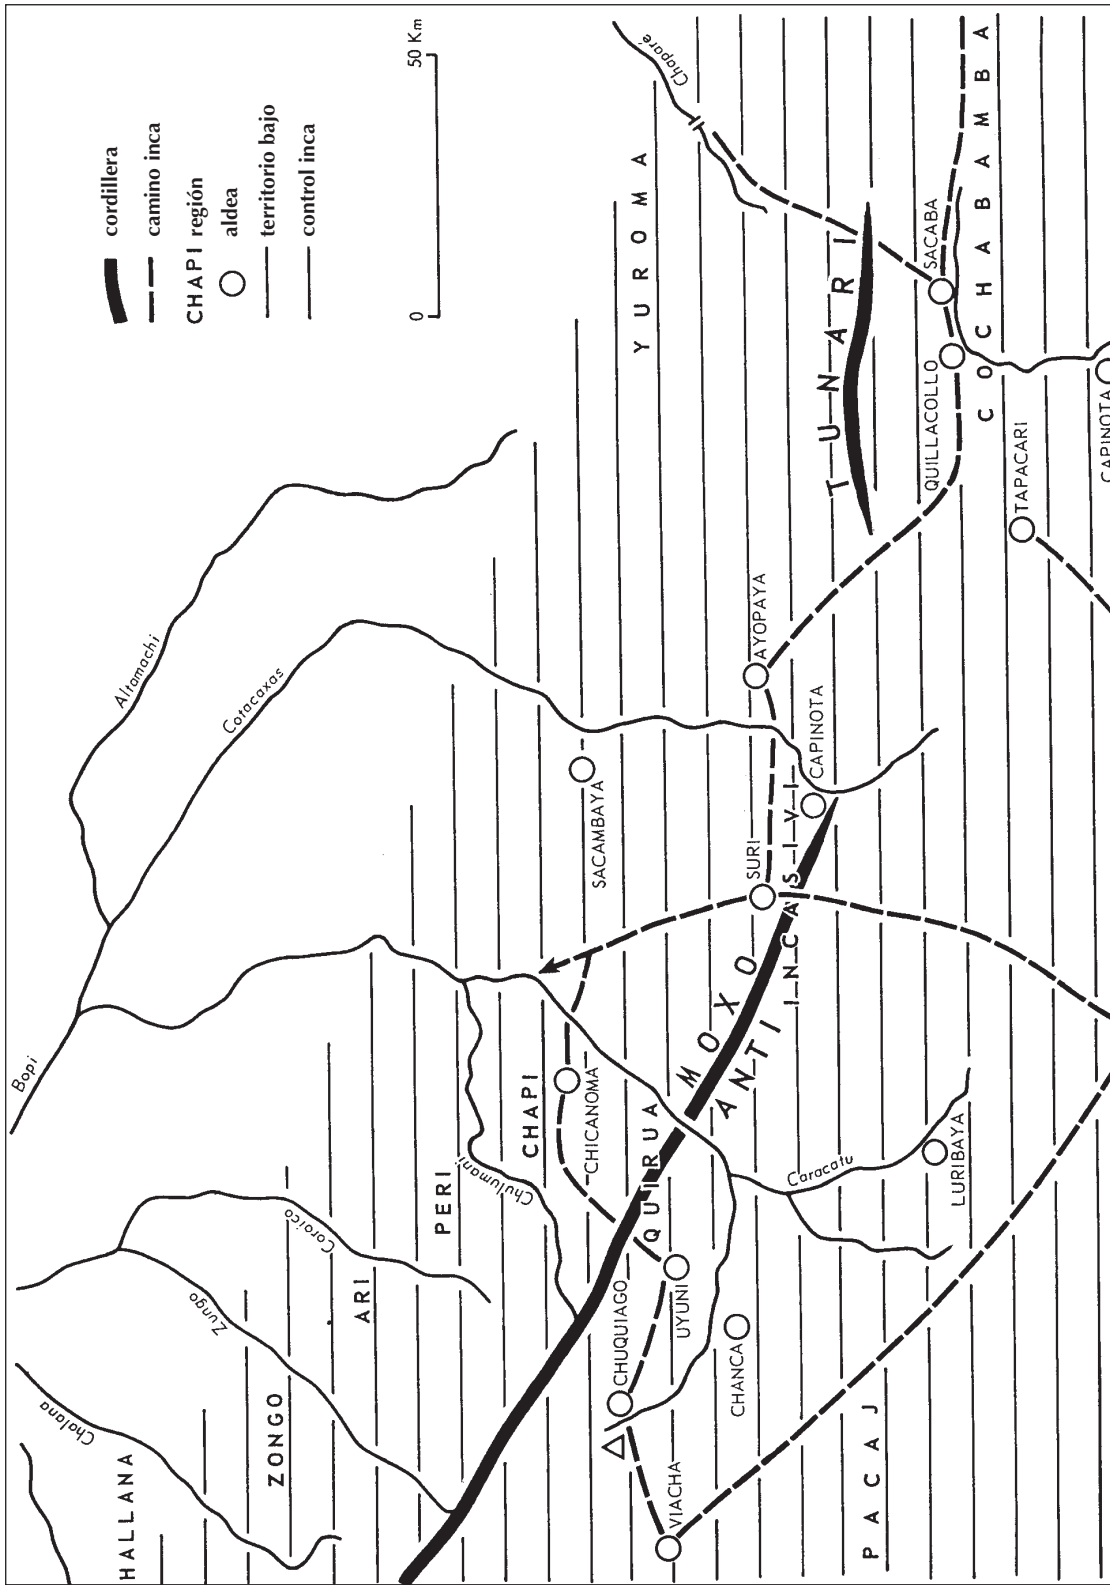 cordillera
camino inca
CHAPI región
aldea
territorio bajo
control inca
0
50 Km
HALLANA
Chalana
ZONGO
Zungo
Coroico
ARI
PERI
Chulumani
CHAPI
Bopi
Altamachi
Cotacaxas
Chaparé
YUROMA
TUNARI
SACAMBAYA
CHICANOMA
QUIRUA
MOXO
ANTI
INCASIVI
SURI
AYOPAYA
CAPINOTA
CHUQUIAGO
UYUNI
VIACHA
CHANCA
Caracatu
LURIBAYA
PACAJ
SACABA
QUILLACOLLO
COCHABAMBA
TAPACARI
CAPINOTA